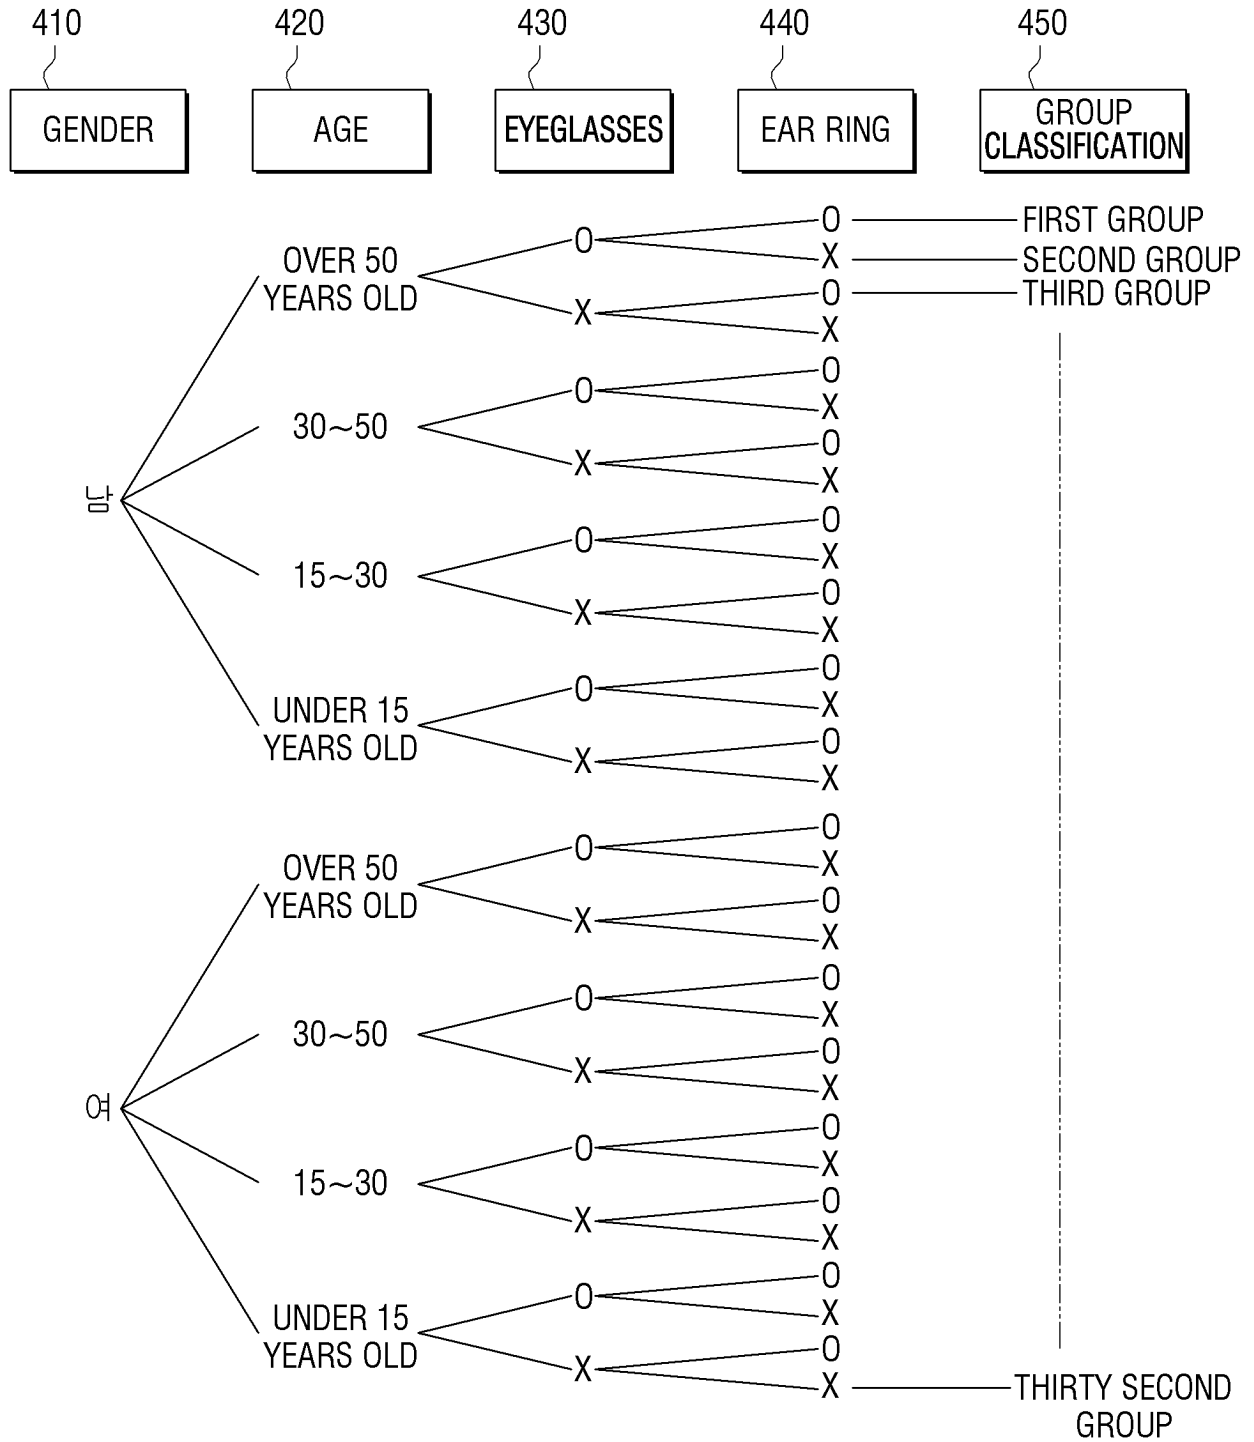 410 420 430 440 450
GENDER AGE EYEGLASSES EAR RING GROUP
CLASSIFICATION
O FIRST GROUP
O
OVER 50 X SECOND GROUP
YEARS OLD O THIRD GROUP
X
X
O
O
X
30~50
O
X
X
남
O
O
X
15~30
O
X
X
O
O
UNDER 15 X
YEARS OLD O
X
X
O
O
OVER 50 X
YEARS OLD O
X
X
O
O
X
30~50
O
X
X
여
O
O
X
15~30
O
X
X
O
O
UNDER 15 X
YEARS OLD O
X
X THIRTY SECOND
GROUP